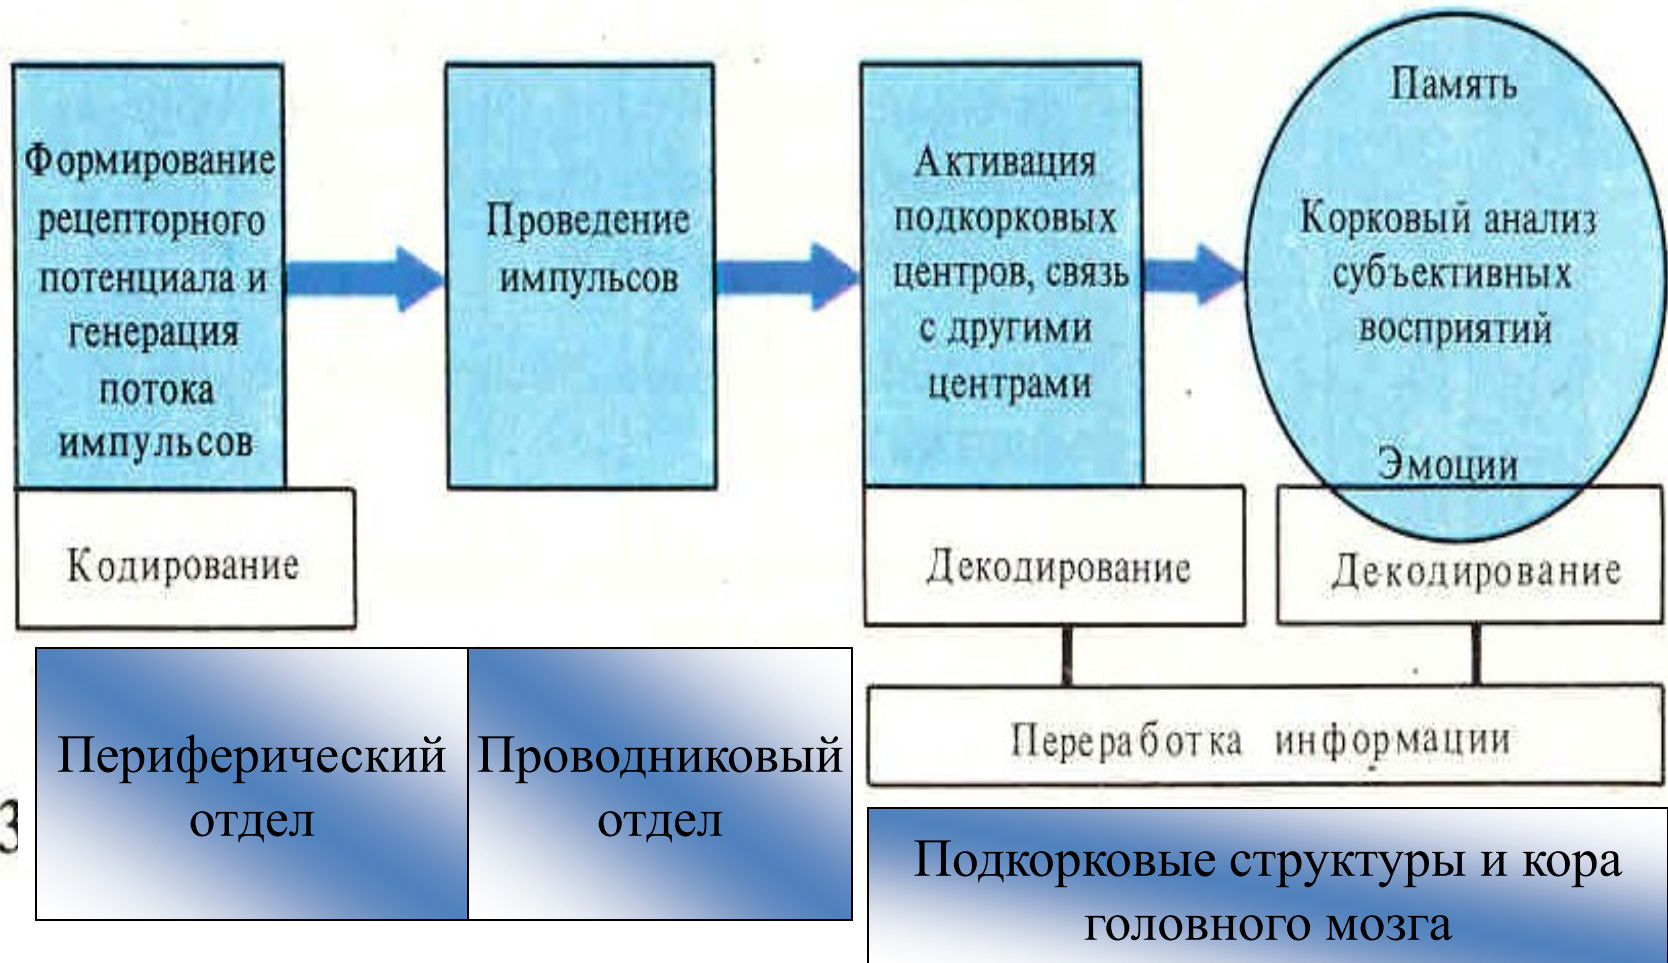 Формирование
рецепторного
потенциала и
генерация
потока
импульсов
Проведение
импульсов
Активация
подкорковых
центров, связь
с другими
центрами
Память
Корковый анализ
субъективных
восприятий
Эмоции
Кодирование
Декодирование
Декодирование
Переработка информации
Периферический
отдел
Проводниковый
отдел
Подкорковые структуры и кора
головного мозга